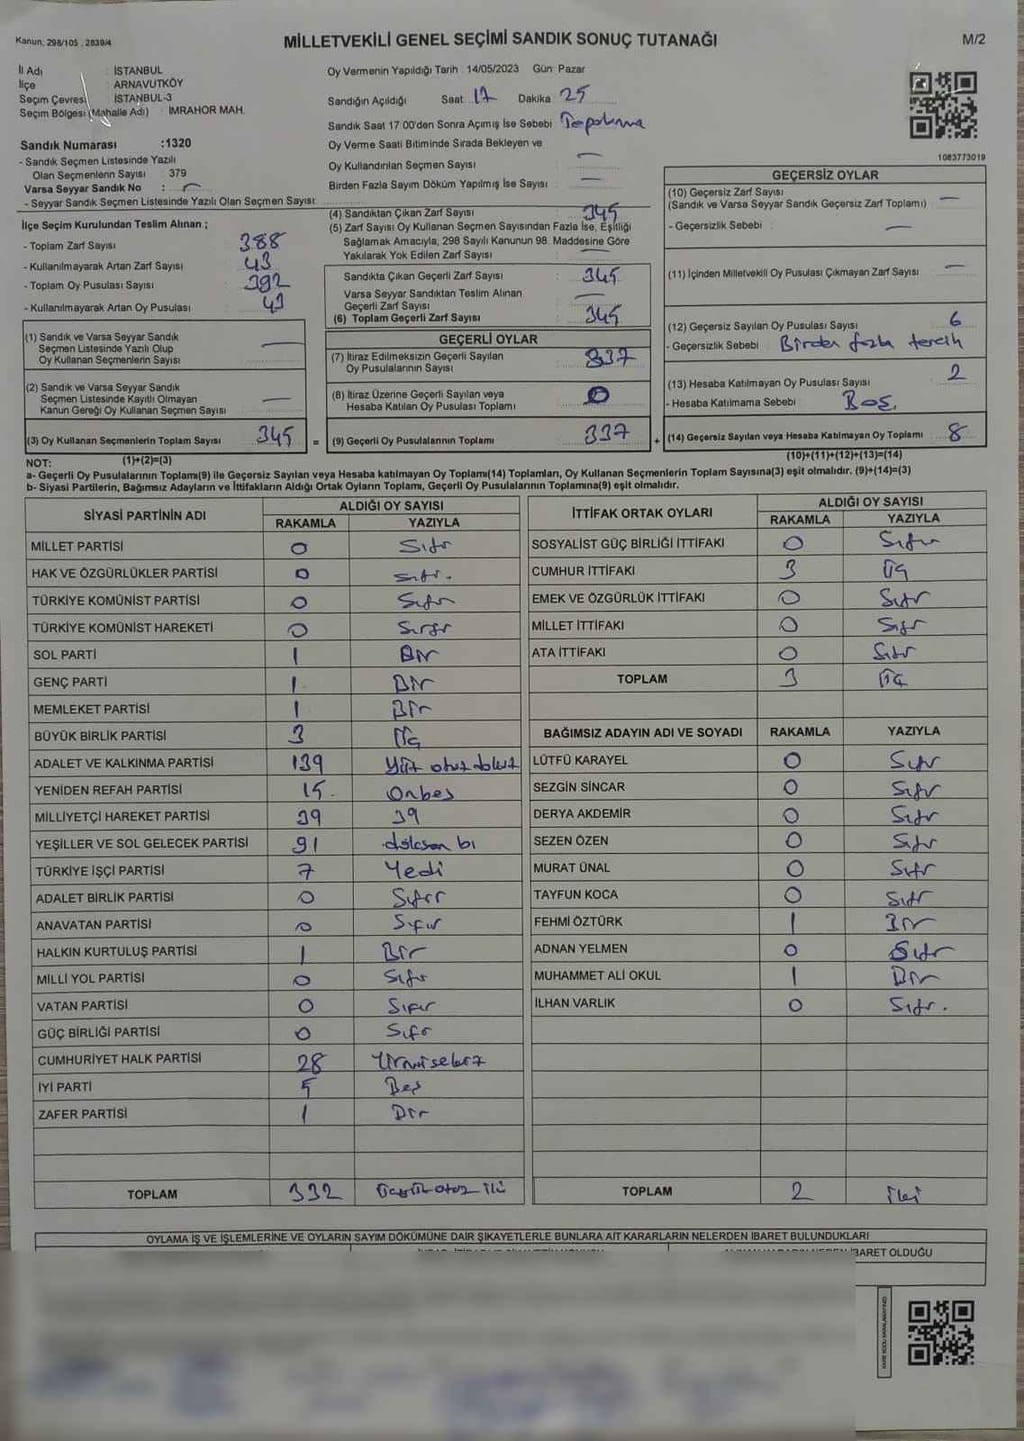 Kanun, 298/105, 2839/4
MİLLETVEKİLİ GENEL SEÇİMİ SANDIK SONUÇ TUTANAĞI
M/2
İl Adı : İSTANBUL
İlçe : ARNAVUTKÖY
Seçim Çevresi : İSTANBUL-3
Seçim Bölgesi (Mahalle Adı) : İMRAHOR MAH.
Sandık Numarası :1320
- Sandık Seçmen Listesinde Yazılı
Olan Seçmenlerin Sayısı : 379
Varsa Seyyar Sandık No : —
- Seyyar Sandık Seçmen Listesinde Yazılı Olan Seçmen Sayısı:
Oy Vermenin Yapıldığı Tarih : 14/05/2023 Gün: Pazar
Sandığın Açıldığı Saat 17 Dakika 25
Sandık Saat 17:00'den Sonra Açılmış İse Sebebi Toparlanma
Oy Verme Saati Bitiminde Sırada Bekleyen ve
Oy Kullandırılan Seçmen Sayısı : —
Birden Fazla Sayım Döküm Yapılmış İse Sayısı : —
1083773019
İlçe Seçim Kurulundan Teslim Alınan ;
- Toplam Zarf Sayısı : 388
- Kullanılmayarak Artan Zarf Sayısı : 43
- Toplam Oy Pusulası Sayısı : 392
- Kullanılmayarak Artan Oy Pusulası : 43
(1) Sandık ve Varsa Seyyar Sandık
Seçmen Listesinde Yazılı Olup
Oy Kullanan Seçmenlerin Sayısı —
(2) Sandık ve Varsa Seyyar Sandık
Seçmen Listesinde Kayıtlı Olmayan
Kanun Gereği Oy Kullanan Seçmen Sayısı —
(3) Oy Kullanan Seçmenlerin Toplam Sayısı 345 =
(1)+(2)=(3)
(4) Sandıktan Çıkan Zarf Sayısı : 345
(5) Zarf Sayısı Oy Kullanan Seçmen Sayısından Fazla İse, Eşitliği
Sağlamak Amacıyla, 298 Sayılı Kanunun 98. Maddesine Göre
Yakılarak Yok Edilen Zarf Sayısı :
Sandıkta Çıkan Geçerli Zarf Sayısı : 345
Varsa Seyyar Sandıktan Teslim Alınan
Geçerli Zarf Sayısı : —
(6) Toplam Geçerli Zarf Sayısı : 345
GEÇERLİ OYLAR
(7) İtiraz Edilmeksizin Geçerli Sayılan
Oy Pusulalarının Sayısı : 337
(8) İtiraz Üzerine Geçerli Sayılan veya
Hesaba Katılan Oy Pusulası Toplamı : 0
(9) Geçerli Oy Pusulalarının Toplamı : 337 +
GEÇERSİZ OYLAR
(10) Geçersiz Zarf Sayısı
(Sandık ve Varsa Seyyar Sandık Geçersiz Zarf Toplamı) : —
- Geçersizlik Sebebi : —
(11) İçinden Milletvekili Oy Pusulası Çıkmayan Zarf Sayısı : —
(12) Geçersiz Sayılan Oy Pusulası Sayısı : 6
- Geçersizlik Sebebi : Birden fazla tercih
(13) Hesaba Katılmayan Oy Pusulası Sayısı : 2
- Hesaba Katılmama Sebebi : Boş.
(14) Geçersiz Sayılan veya Hesaba Katılmayan Oy Toplamı : 8
(10)+(11)+(12)+(13)=(14)
NOT:
a- Geçerli Oy Pusulalarının Toplamı(9) ile Geçersiz Sayılan veya Hesaba katılmayan Oy Toplamı(14) Toplamları, Oy Kullanan Seçmenlerin Toplam Sayısına(3) eşit olmalıdır. (9)+(14)=(3)
b- Siyasi Partilerin, Bağımsız Adayların ve İttifakların Aldığı Ortak Oyların Toplamı, Geçerli Oy Pusulalarının Toplamına(9) eşit olmalıdır.
SİYASİ PARTİNİN ADI ALDIĞI OY SAYISI
RAKAMLA YAZIYLA
MİLLET PARTİSİ 0 Sıfır
HAK VE ÖZGÜRLÜKLER PARTİSİ 0 sıfır.
TÜRKİYE KOMÜNİST PARTİSİ 0 Sıfır
TÜRKİYE KOMÜNİST HAREKETİ 0 Sıfır
SOL PARTİ 1 Bir
GENÇ PARTİ 1 Bir
MEMLEKET PARTİSİ 1 Bir
BÜYÜK BİRLİK PARTİSİ 3 Üç
ADALET VE KALKINMA PARTİSİ 139 Yüz otuz dokuz
YENİDEN REFAH PARTİSİ 15 Onbeş
MİLLİYETÇİ HAREKET PARTİSİ 39 39
YEŞİLLER VE SOL GELECEK PARTİSİ 91 doksan bi
TÜRKİYE İŞÇİ PARTİSİ 7 Yedi
ADALET BİRLİK PARTİSİ 0 Sıfır
ANAVATAN PARTİSİ 0 Sıfır
HALKIN KURTULUŞ PARTİSİ 1 Bir
MİLLİ YOL PARTİSİ 0 Sıfır
VATAN PARTİSİ 0 Sıfır
GÜÇ BİRLİĞİ PARTİSİ 0 Sıfır
CUMHURİYET HALK PARTİSİ 28 Yirmisekiz
İYİ PARTİ 5 Beş
ZAFER PARTİSİ 1 Bir
TOPLAM 332 Üçyüz otuz iki
İTTİFAK ORTAK OYLARI ALDIĞI OY SAYISI
RAKAMLA YAZIYLA
SOSYALİST GÜÇ BİRLİĞİ İTTİFAKI 0 Sıfır
CUMHUR İTTİFAKI 3 Üç
EMEK VE ÖZGÜRLÜK İTTİFAKI 0 Sıfır
MİLLET İTTİFAKI 0 Sıfır
ATA İTTİFAKI 0 Sıfır
TOPLAM 3 Üç
BAĞIMSIZ ADAYIN ADI VE SOYADI RAKAMLA YAZIYLA
LÜTFÜ KARAYEL 0 Sıfır
SEZGİN SİNCAR 0 Sıfır
DERYA AKDEMİR 0 Sıfır
SEZEN ÖZEN 0 Sıfır
MURAT ÜNAL 0 Sıfır
TAYFUN KOCA 0 Sıfır
FEHMİ ÖZTÜRK 1 Bir
ADNAN YELMEN 0 Sıfır
MUHAMMET ALİ OKUL 1 Bir
İLHAN VARLIK 0 Sıfır.
TOPLAM 2 İki
OYLAMA İŞ VE İŞLEMLERİNE VE OYLARIN SAYIM DÖKÜMÜNE DAİR ŞİKAYETLERLE BUNLARA AİT KARARLARIN NELERDEN İBARET BULUNDUKLARI
İBARET OLDUĞU